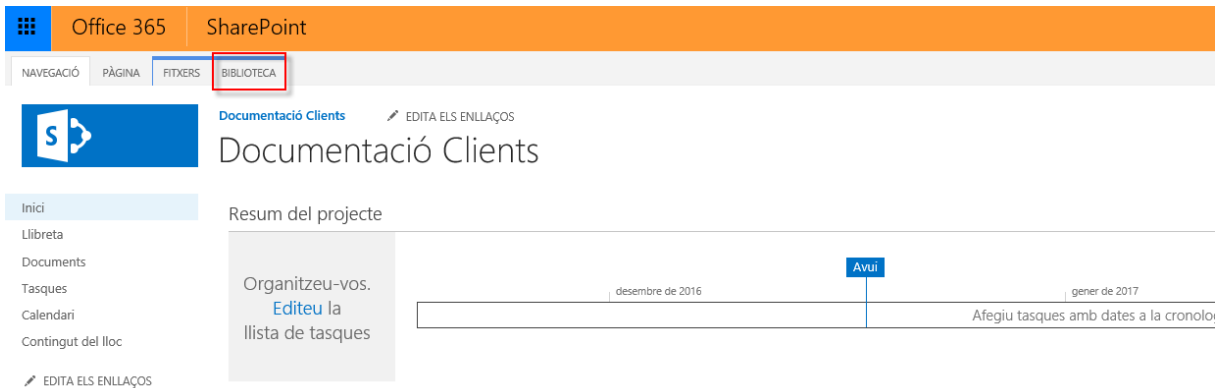 Office 365 SharePoint
NAVEGACIÓ PÀGINA FITXERS BIBLIOTECA
Documentació Clients EDITA ELS ENLLAÇOS
Documentació Clients
Inici
Llibreta
Documents
Tasques
Calendari
Contingut del lloc
EDITA ELS ENLLAÇOS
Resum del projecte
Organitzeu-vos.
Editeu la
llista de tasques
Avui
desembre de 2016 gener de 2017
Afegiu tasques amb dates a la